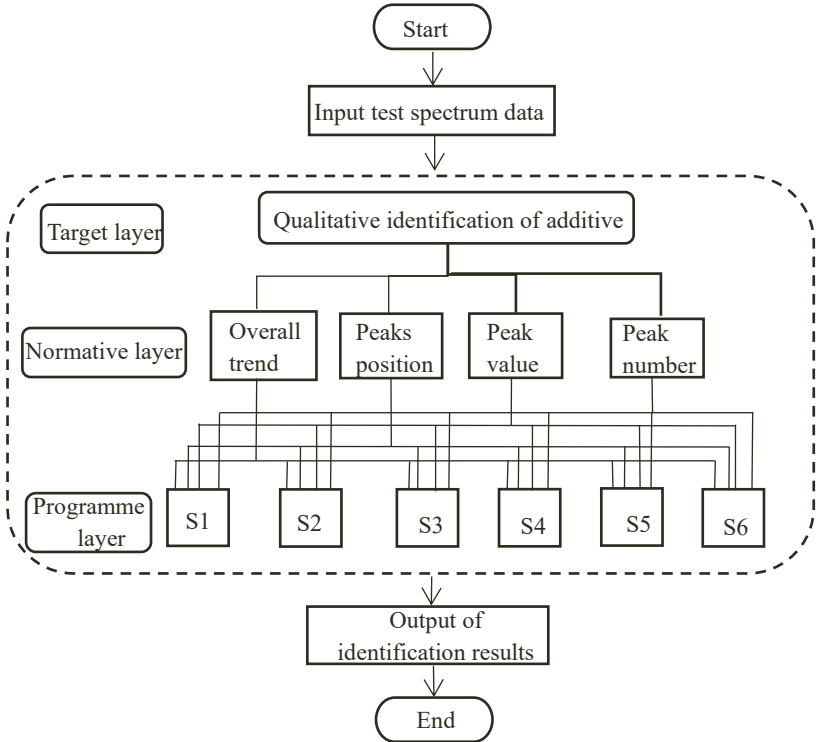 Start
Input test spectrum data
Target layer
Qualitative identification of additive
Normative layer
Overall
trend
Peaks
position
Peak
value
Peak
number
Programme
layer
S1
S2
S3
S4
S5
S6
Output of
identification results
End